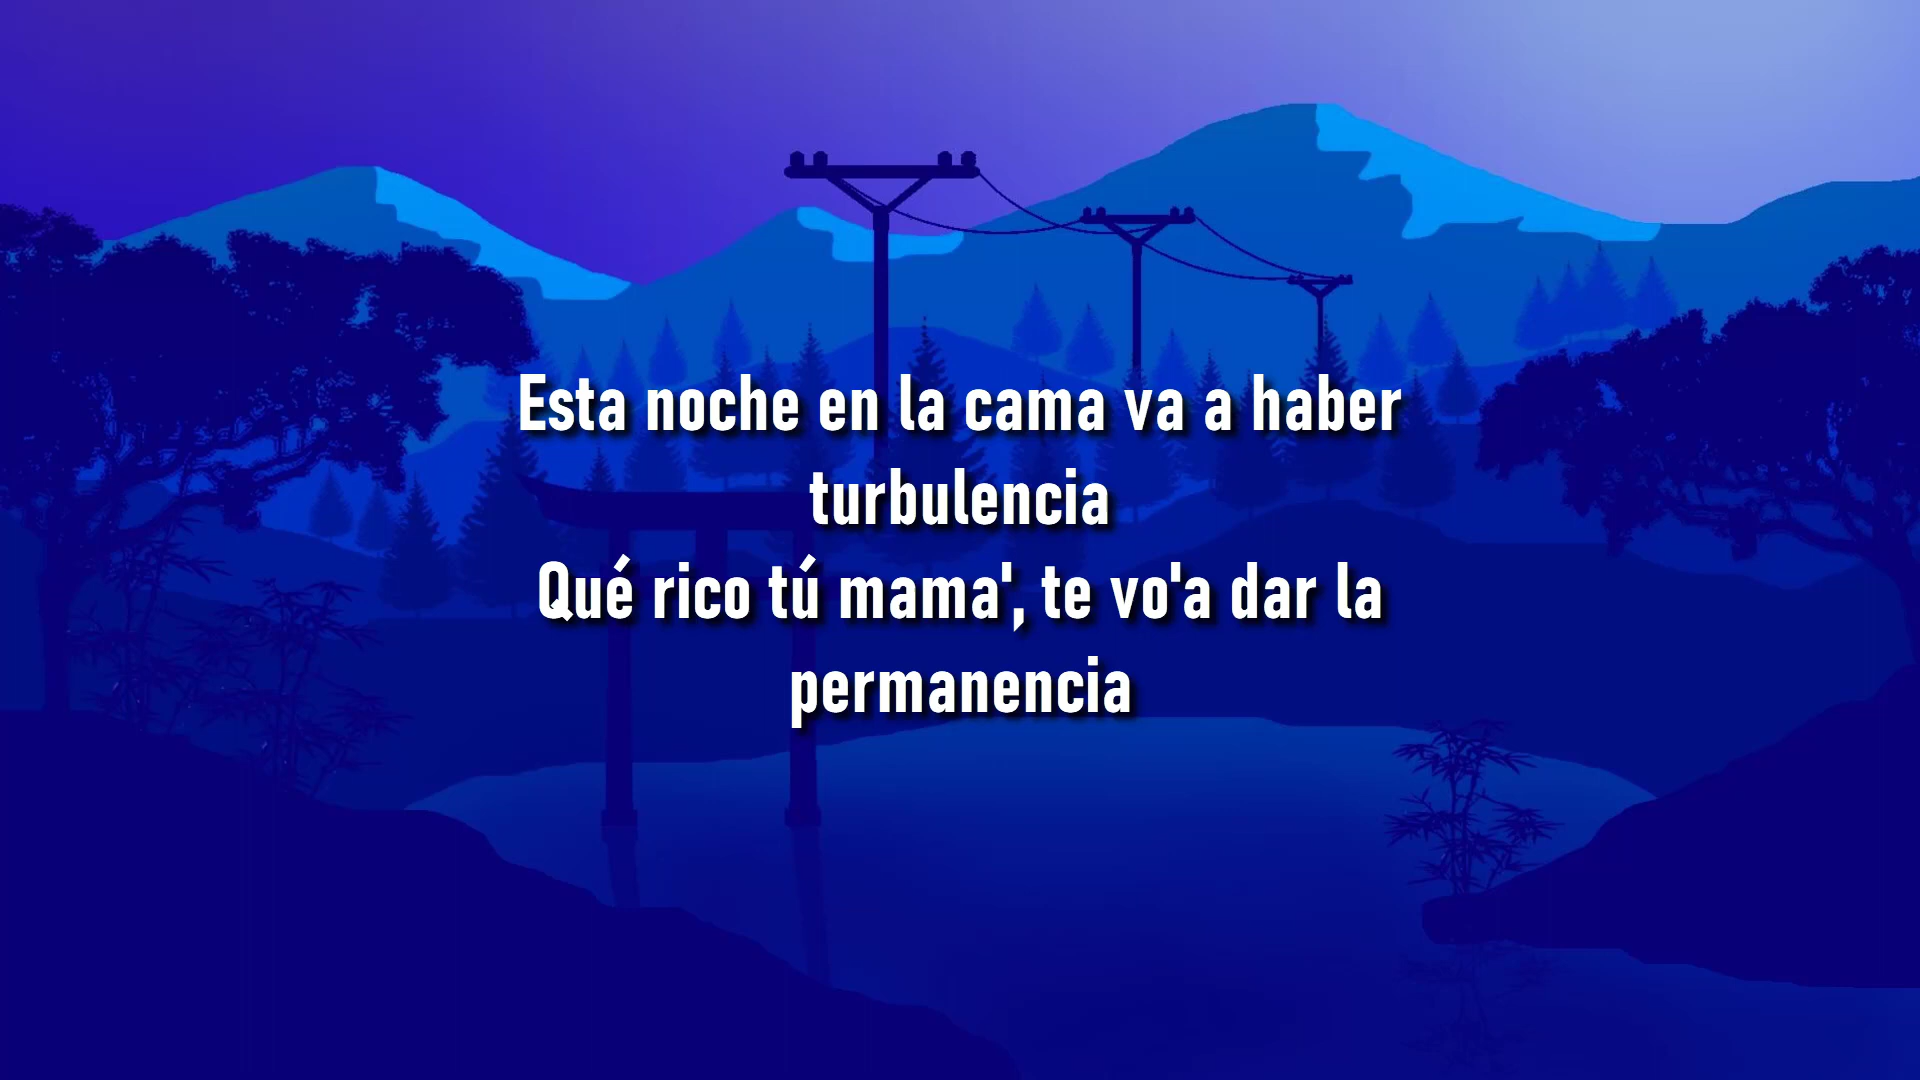 Esta noche en la cama va a haber
turbulencia
Qué rico tú mama', te vo'a dar la
permanencia